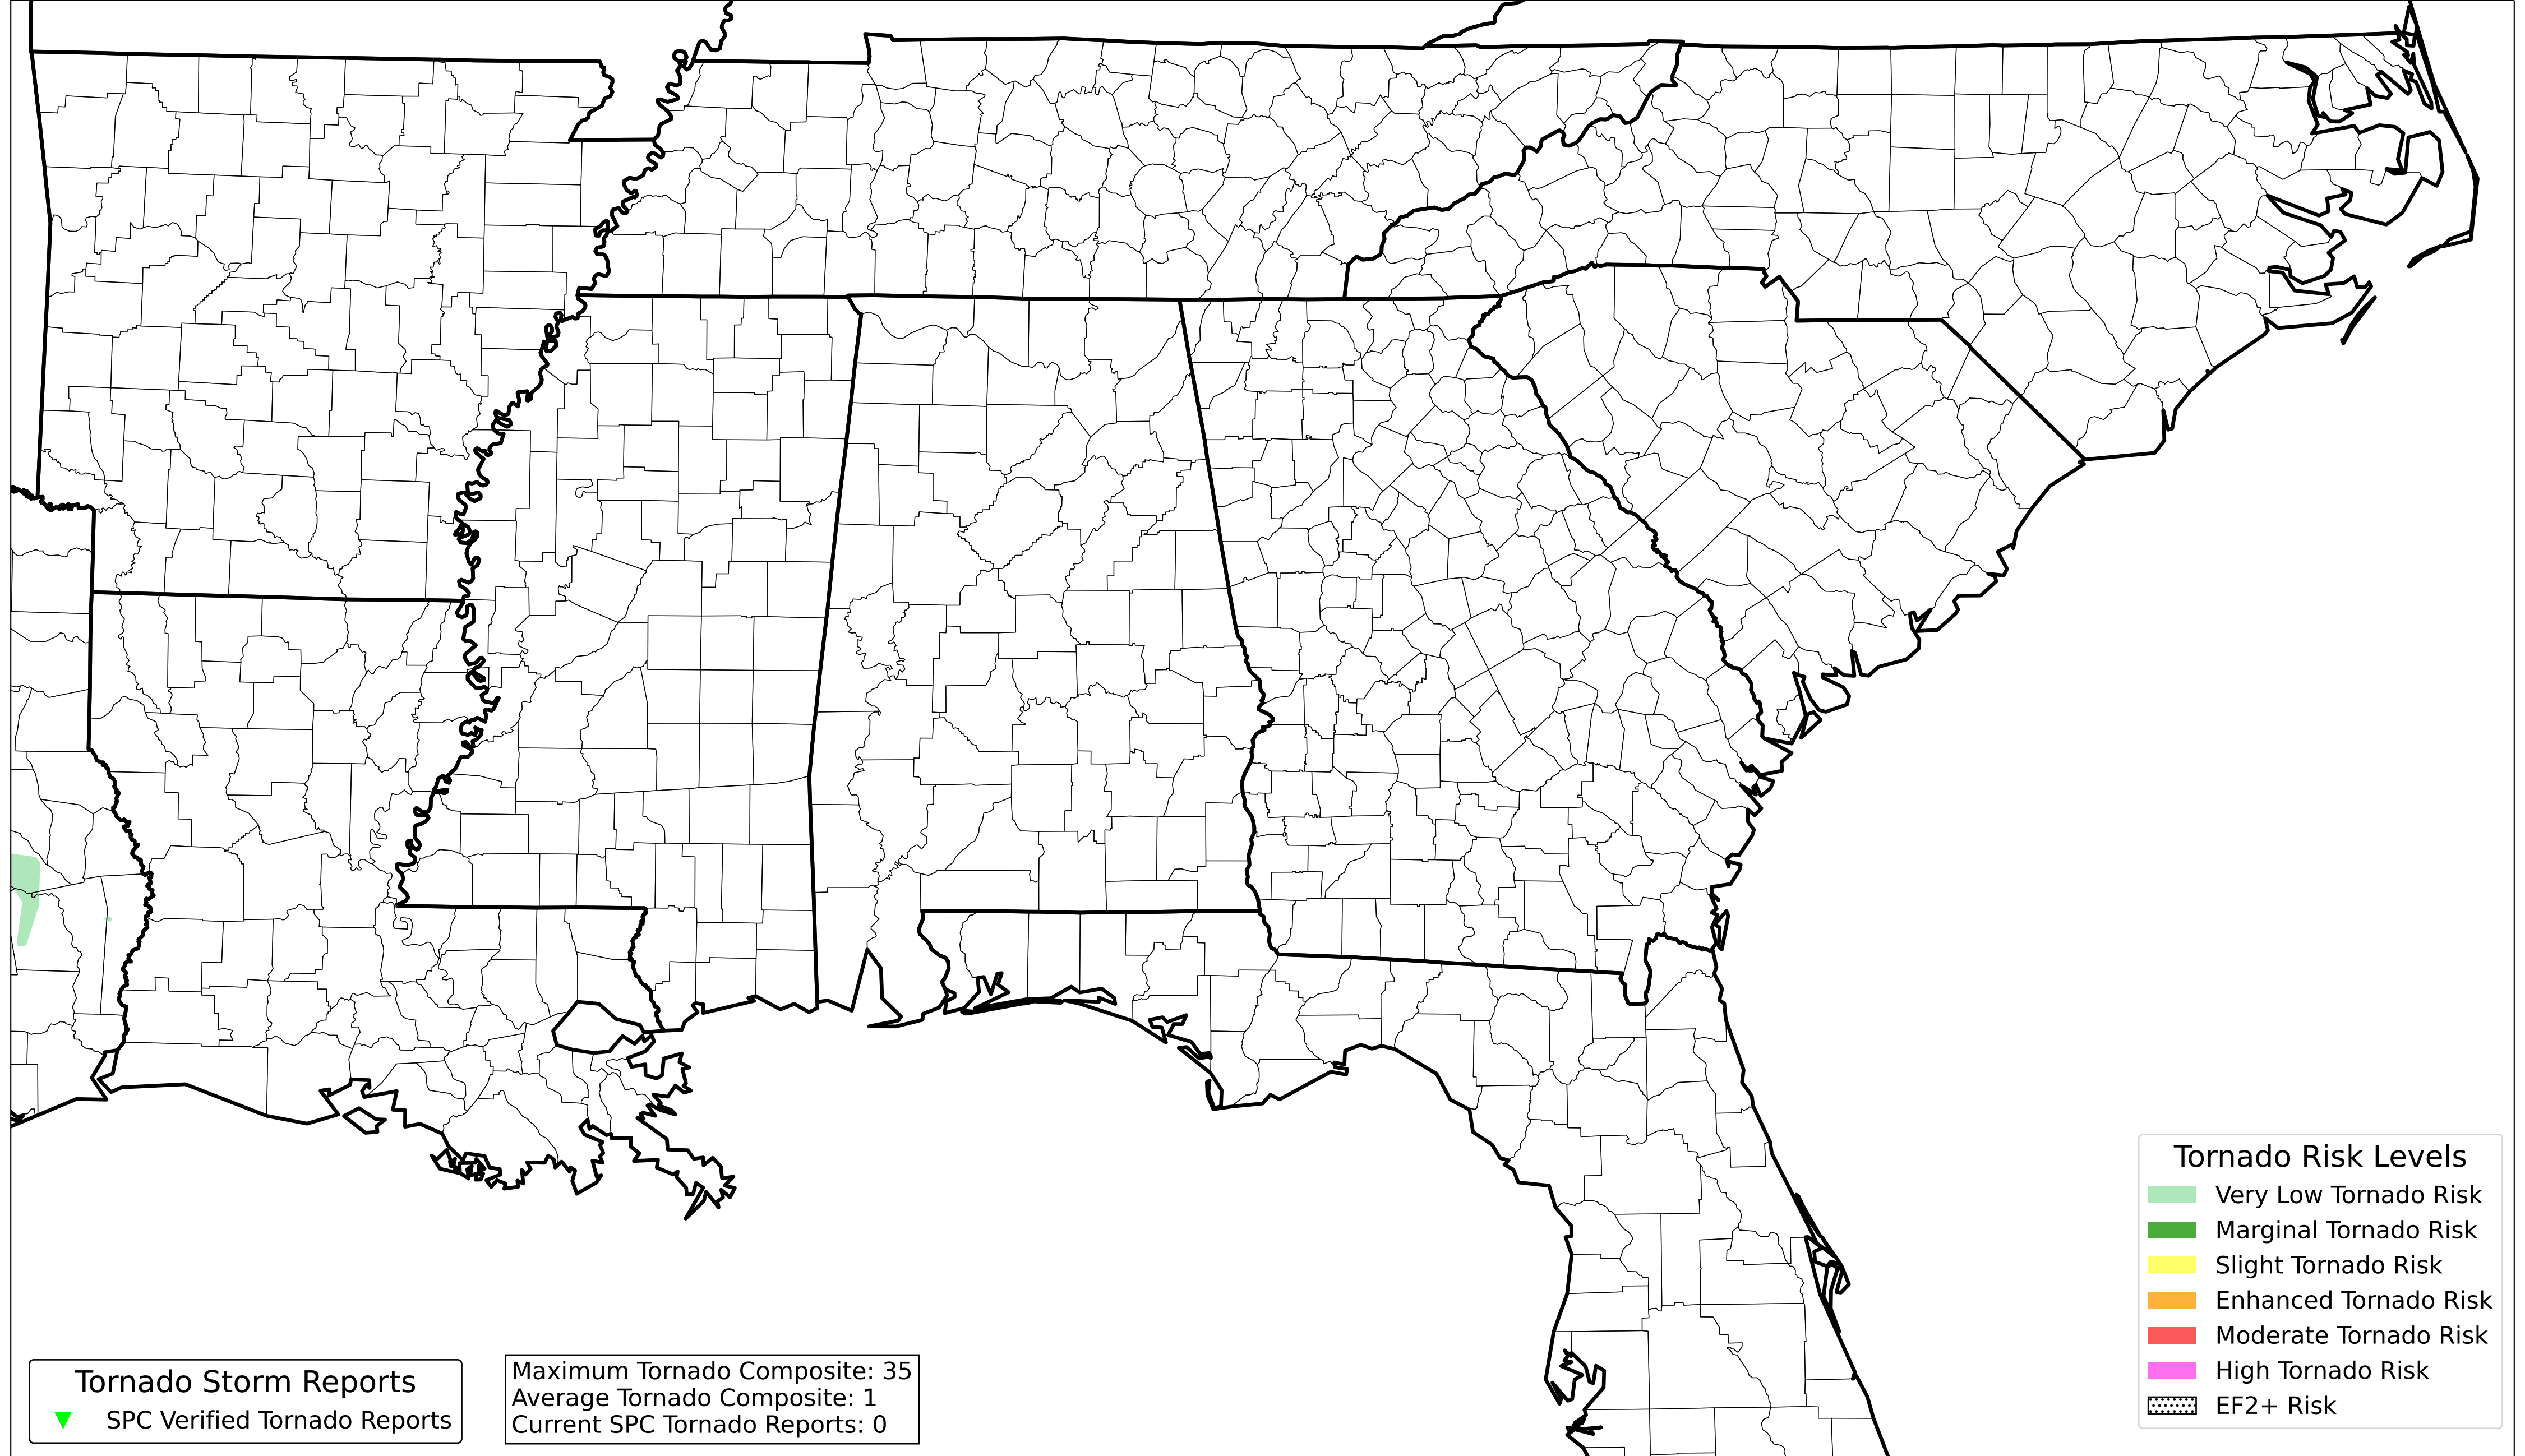 Tornado Risk Levels
Very Low Tornado Risk
Marginal Tornado Risk
Slight Tornado Risk
Enhanced Tornado Risk
Moderate Tornado Risk
High Tornado Risk
EF2+ Risk
Tornado Storm Reports
SPC Verified Tornado Reports
Maximum Tornado Composite: 35
Average Tornado Composite: 1
Current SPC Tornado Reports: 0